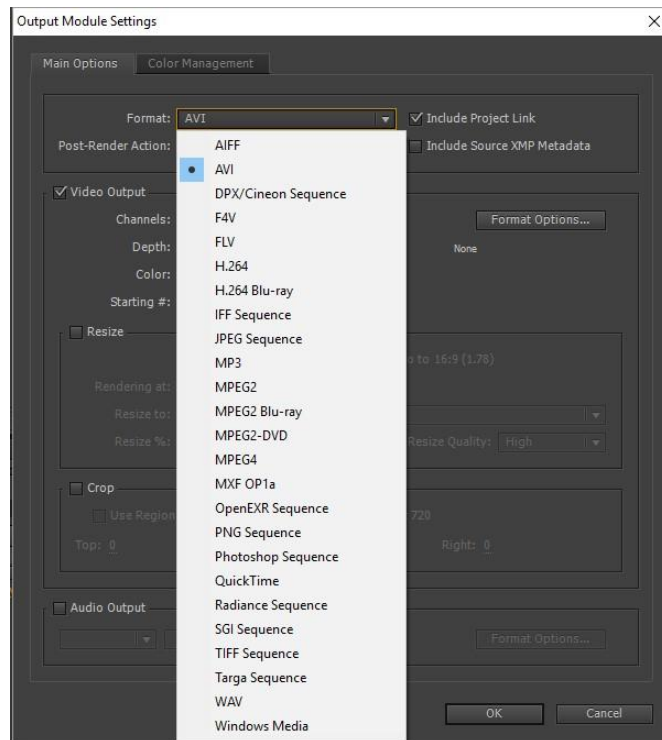 Output Module Settings
Main Options Color Management
Format: AVI Include Project Link
Post-Render Action: Include Source XMP Metadata
AIFF
AVI
DPX/Cineon Sequence
F4V
FLV
H.264
H.264 Blu-ray
IFF Sequence
JPEG Sequence
MP3
MPEG2
MPEG2 Blu-ray
MPEG2-DVD
MPEG4
MXF OP1a
OpenEXR Sequence
PNG Sequence
Photoshop Sequence
QuickTime
Radiance Sequence
SGI Sequence
TIFF Sequence
Targa Sequence
WAV
Windows Media
Video Output
Channels: Format Options...
Depth: None
Color:
Starting #:
Resize
to 16:9 (1.78)
Rendering at:
Resize to:
Resize %: Resize Quality: High
Crop
Use Region 720
Top: 0 Right: 0
Audio Output
Format Options...
OK Cancel